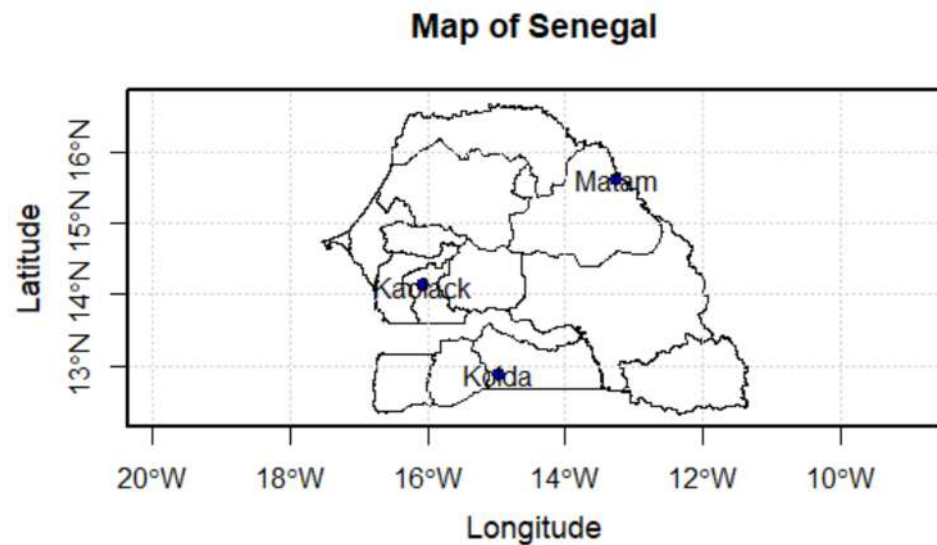 Map of Senegal
Latitude
16°N
15°N
14°N
13°N
Matam
Kaolack
Kolda
20°W 18°W 16°W 14°W 12°W 10°W
Longitude